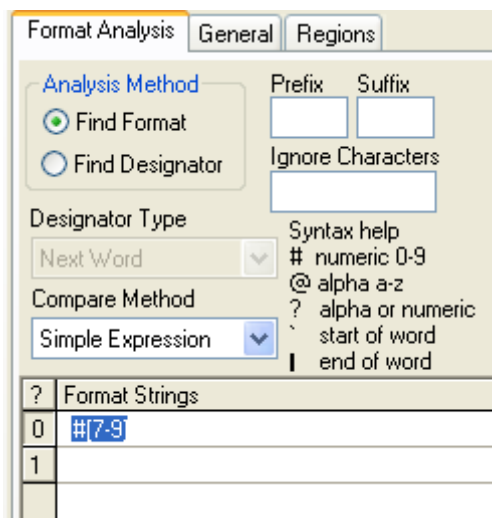 Format Analysis General Regions
Analysis Method
Find Format
Find Designator
Prefix Suffix
Ignore Characters
Designator Type
Next Word
Compare Method
Simple Expression
Syntax help
# numeric 0-9
@ alpha a-z
? alpha or numeric
` start of word
| end of word
? Format Strings
0 #[7-9]
1